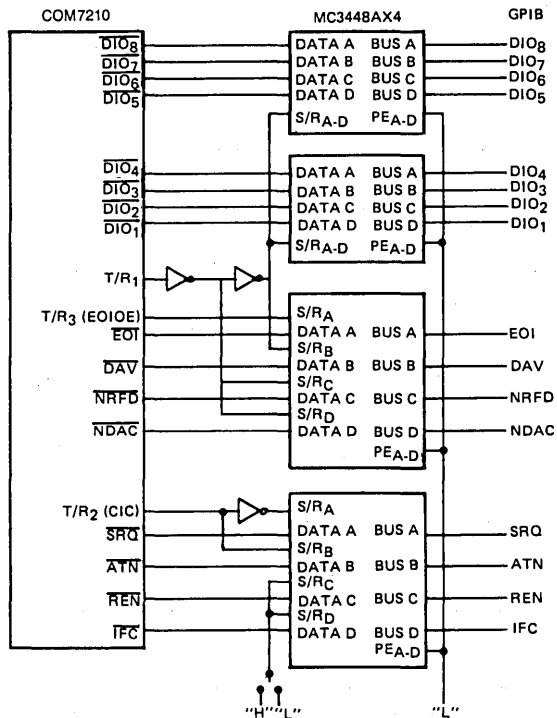 COM7210 MC3448AX4 GPIB
DIO8 DATA A BUS A DIO8
DIO7 DATA B BUS B DIO7
DIO6 DATA C BUS C DIO6
DIO5 DATA D BUS D DIO5
S/RA-D PEA-D
DIO4 DATA A BUS A DIO4
DIO3 DATA B BUS B DIO3
DIO2 DATA C BUS C DIO2
DIO1 DATA D BUS D DIO1
S/RA-D PEA-D
T/R1
T/R3 (EOIOE) S/RA
EOI DATA A BUS A EOI
S/RB
DAV DATA B BUS B DAV
S/RC
NRFD DATA C BUS C NRFD
S/RD
NDAC DATA D BUS D NDAC
PEA-D
T/R2 (CIC) S/RA
SRQ DATA A BUS A SRQ
S/RB
ATN DATA B BUS B ATN
S/RC
REN DATA C BUS C REN
S/RD
IFC DATA D BUS D IFC
PEA-D
"H" "L" "L"